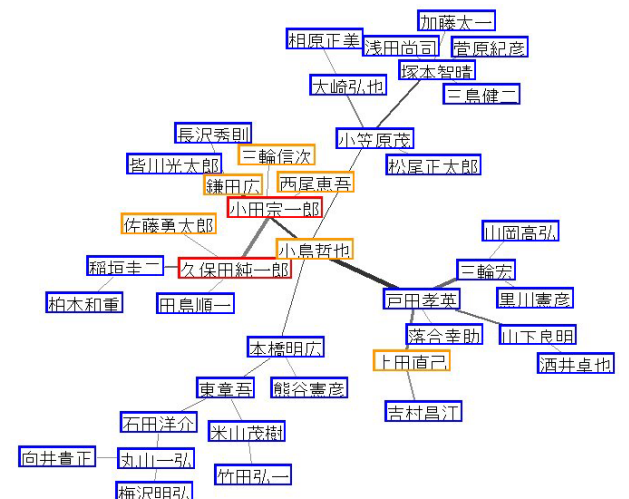 加藤太一
相原正美
浅田尚司
菅原紀彦
塚本智晴
大崎弘也
三島健二
長沢秀則
小笠原茂
三輪信次
皆川光太郎
松尾正太郎
鎌田広
西尾恵吾
小田宗一郎
佐藤勇太郎
山岡高弘
小島哲也
稲垣圭二
久保田純一郎
三輪宏
柏木和重
田島順一
戸田孝英
黒川憲彦
落合幸助
山下良明
本橋明広
上田直己
酒井卓也
東章吾
熊谷憲彦
吉村昌江
石田洋介
米山茂樹
向井貴正
丸山一弘
竹田弘一
梅沢明弘